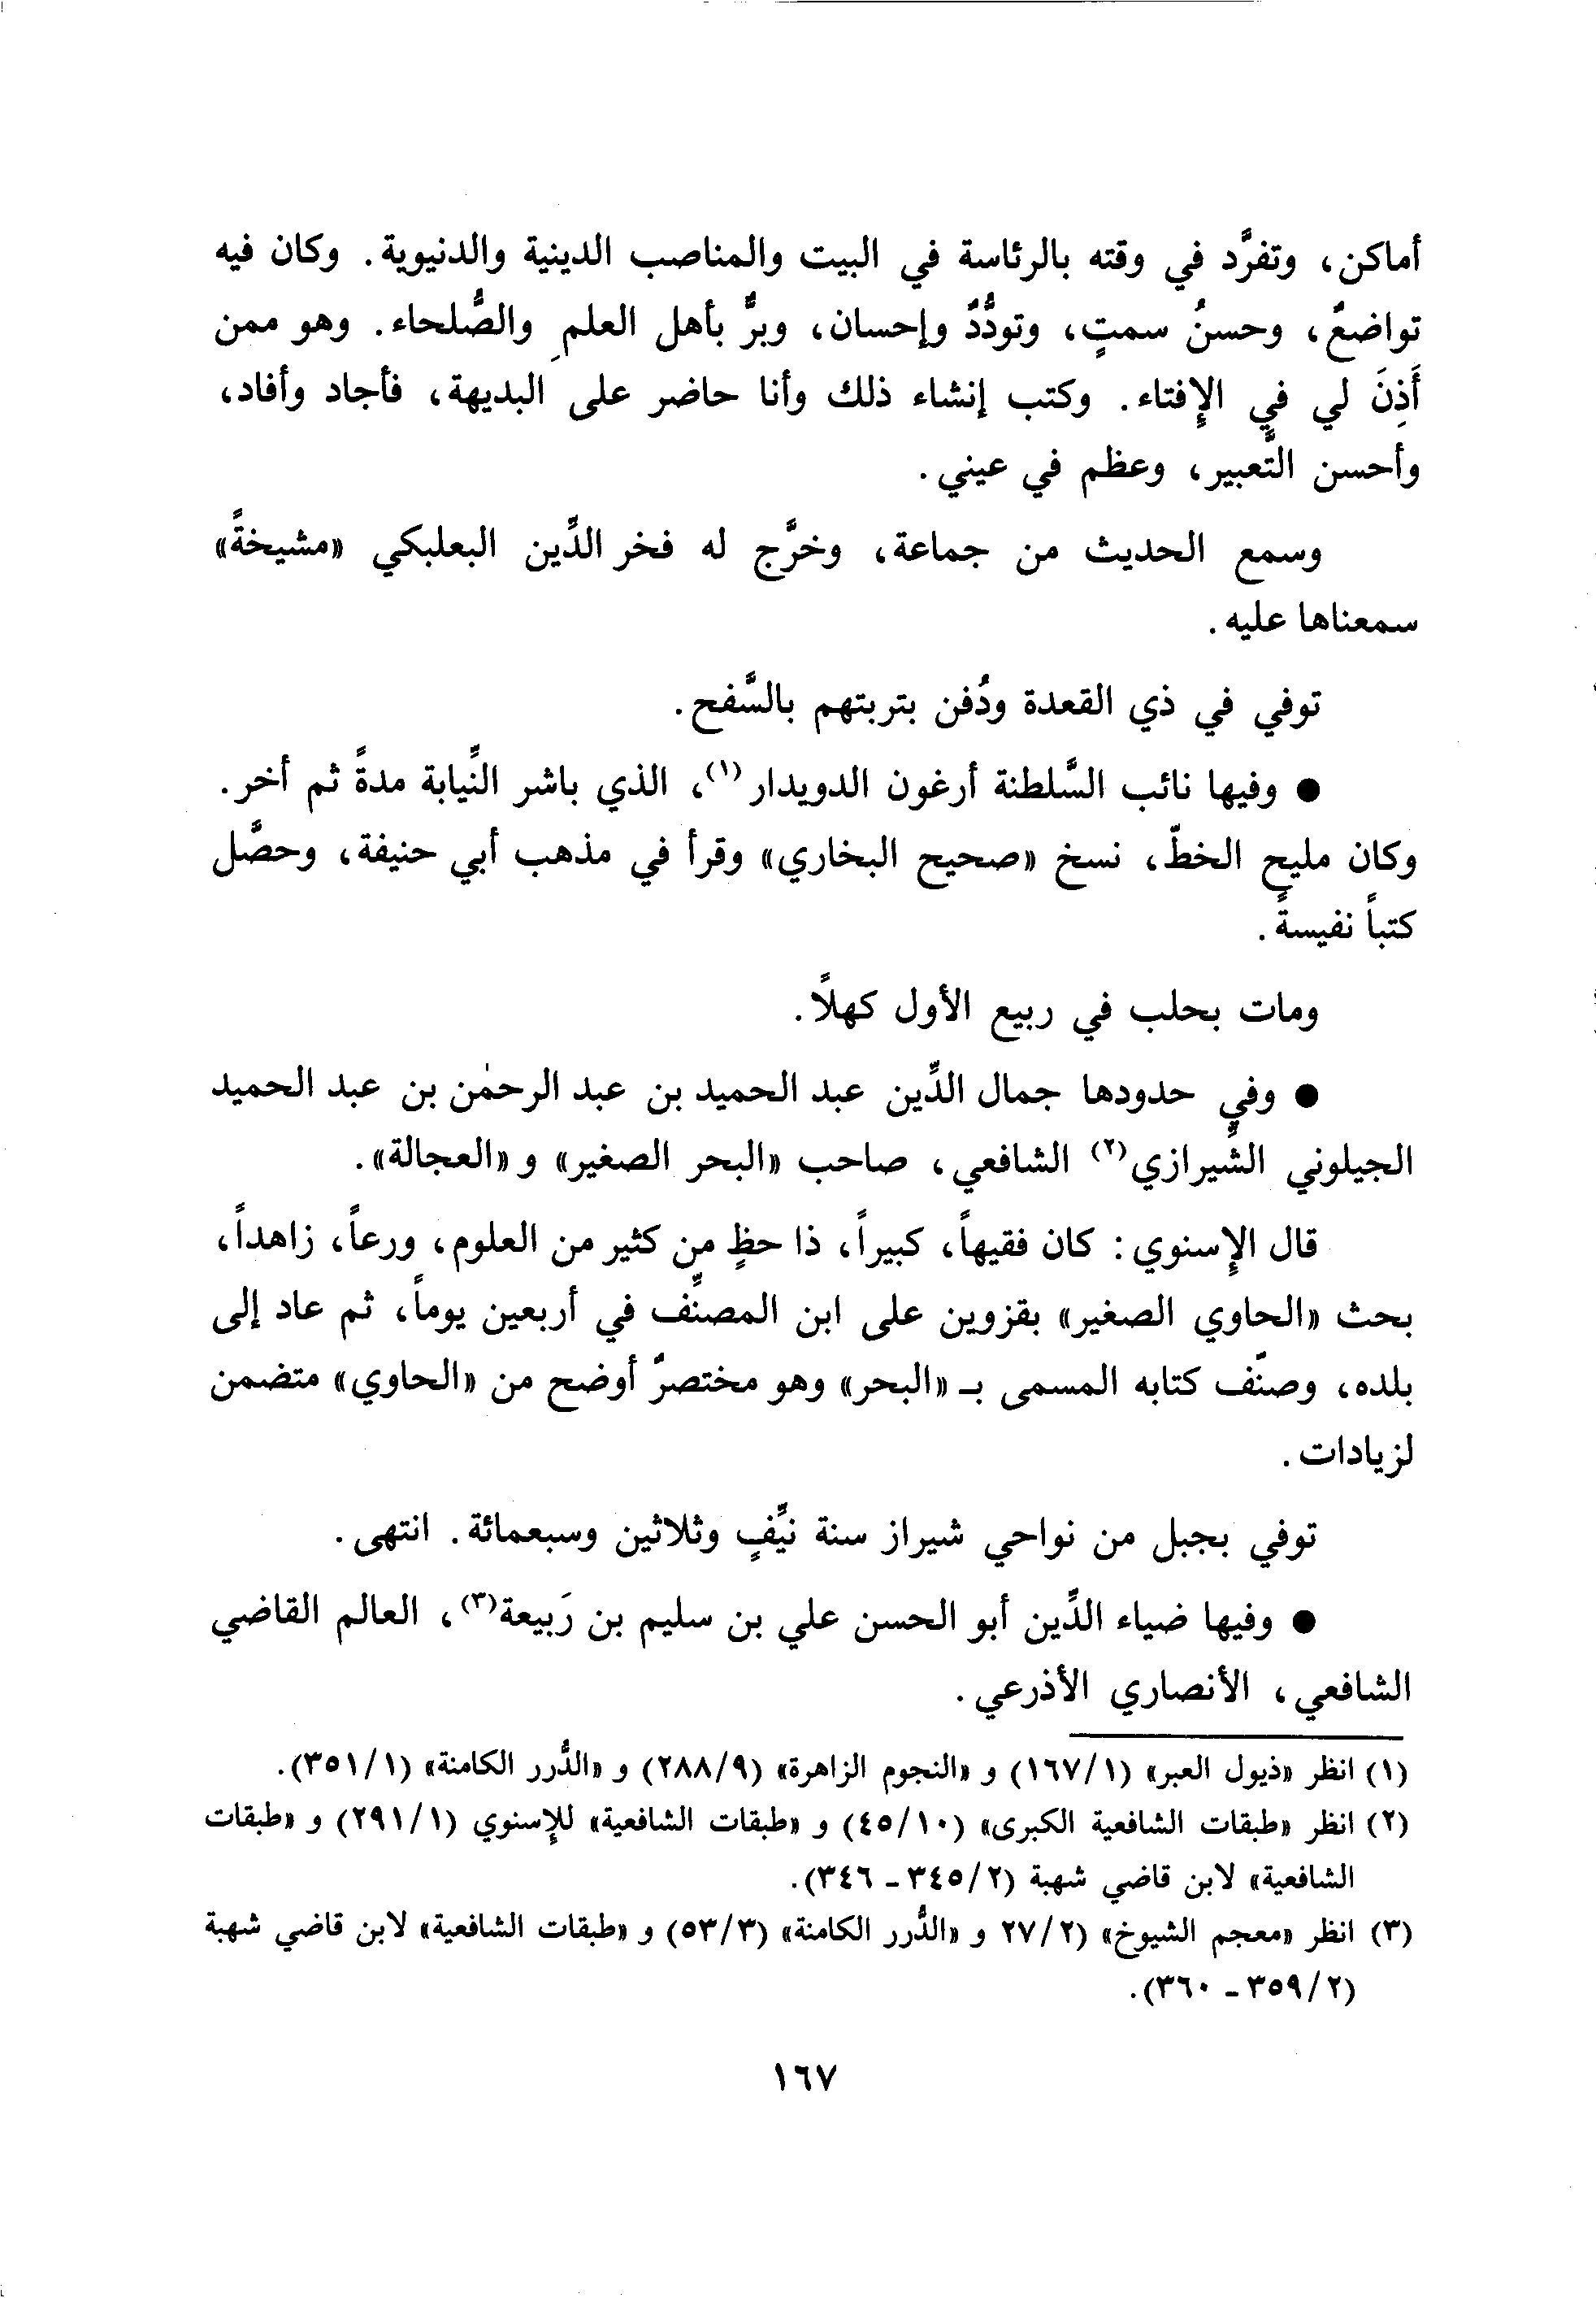 أماكن، وتفرَّد في وقته بالرئاسة في البيت والمناصب الدينية والدنيوية. وكان فيه
تواضعٌ، وحسنُ سمتٍ، وتودُّدٌ وإحسان، وبرٌّ بأهل العلمِ والصُّلحاء. وهو ممن
أَذِنَ لي في الإفتاء. وكتب إنشاء ذلك وأنا حاضر على البديهة، فأجاد وأفاد،
وأحسن التَّعبير، وعظم في عيني.
وسمع الحديث من جماعة، وخرَّج له فخر الدِّين البعلبكي «مشيخةً»
سمعناها عليه.
توفي في ذي القعدة ودُفن بتربتهم بالسَّفح.
● وفيها نائب السَّلطنة أرغون الدويدار(١)، الذي باشر النِّيابة مدةً ثم أخر.
وكان مليح الخطّ، نسخ «صحيح البخاري» وقرأ في مذهب أبي حنيفة، وحصَّل
كتباً نفيسةً.
ومات بحلب في ربيع الأول كهلاً.
● وفي حدودها جمال الدِّين عبد الحميد بن عبد الرحمٰن بن عبد الحميد
الجيلوني الشِّيرازي(٢) الشافعي، صاحب «البحر الصغير» و «العجالة».
قال الإسنوي: كان فقيهاً، كبيراً، ذا حظٍ من كثير من العلوم، ورعاً، زاهداً،
بحث «الحاوي الصغير» بقزوين على ابن المصنِّف في أربعين يوماً، ثم عاد إلى
بلده، وصنَّف كتابه المسمى بـ «البحر» وهو مختصرٌ أوضح من «الحاوي» متضمن
لزيادات.
توفي بجبل من نواحي شيراز سنة نيِّفٍ وثلاثين وسبعمائة. انتهى.
● وفيها ضياء الدِّين أبو الحسن علي بن سليم بن رَبيعة(٣)، العالم القاضي
الشافعي، الأنصاري الأذرعي.
(١) انظر «ذيول العبر» (١/١٦٧) و «النجوم الزاهرة» (٩/٢٨٨) و «الدُّرر الكامنة» (١/٣٥١).
(٢) انظر «طبقات الشافعية الكبرى» (١٠/٤٥) و «طبقات الشافعية» للإسنوي (١/٢٩١) و «طبقات
الشافعية» لابن قاضي شهبة (٢/٣٤٥ - ٣٤٦).
(٣) انظر «معجم الشيوخ» (٢/٢٧ و «الدُّرر الكامنة» (٣/٥٣) و «طبقات الشافعية» لابن قاضي شهبة
(٢/٣٥٩ - ٣٦٠).
١٦٧